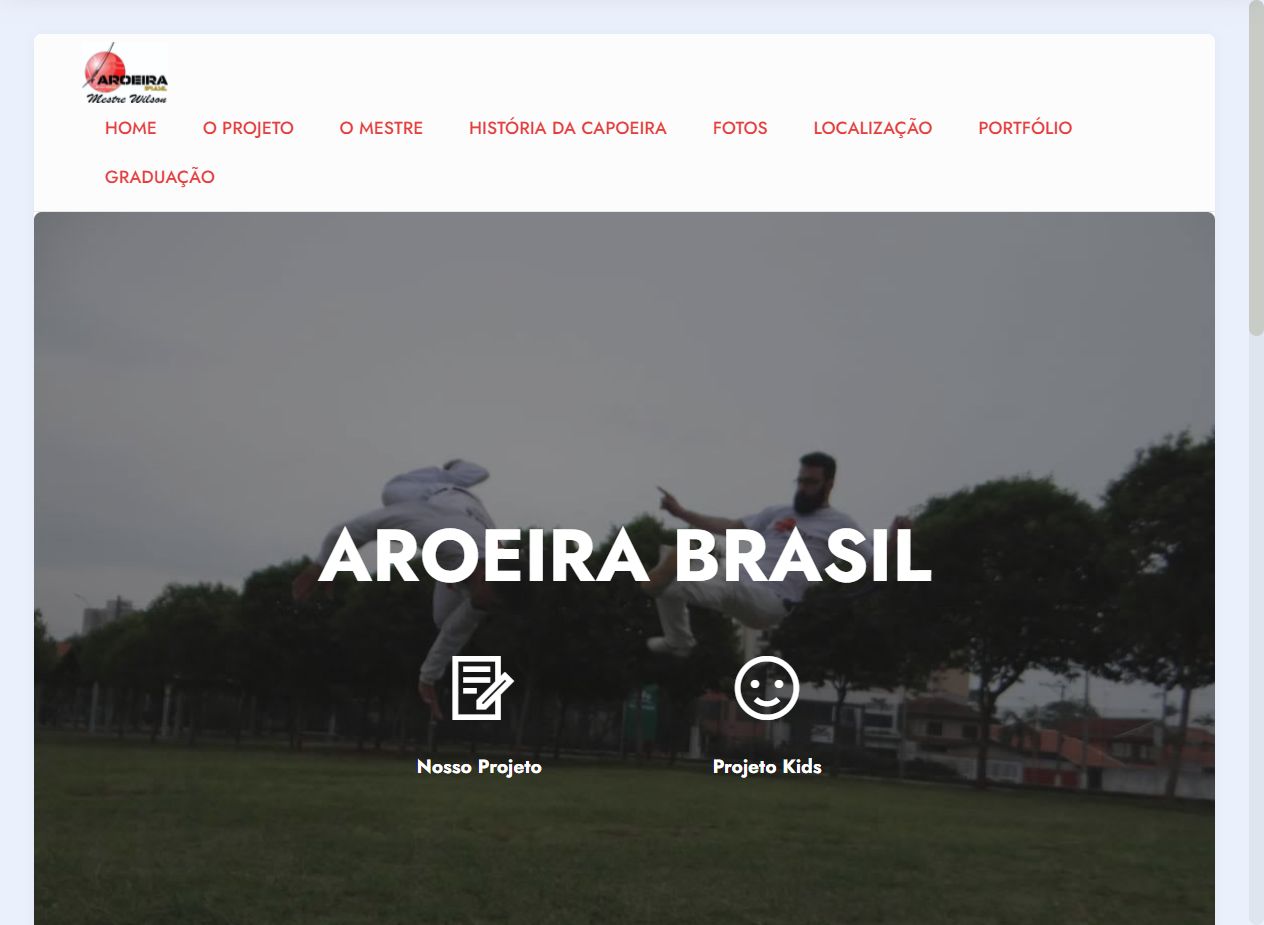 AROEIRA
BRASIL
Mestre Wilson
HOME O PROJETO O MESTRE HISTÓRIA DA CAPOEIRA FOTOS LOCALIZAÇÃO PORTFÓLIO
GRADUAÇÃO
AROEIRA BRASIL
Nosso Projeto Projeto Kids